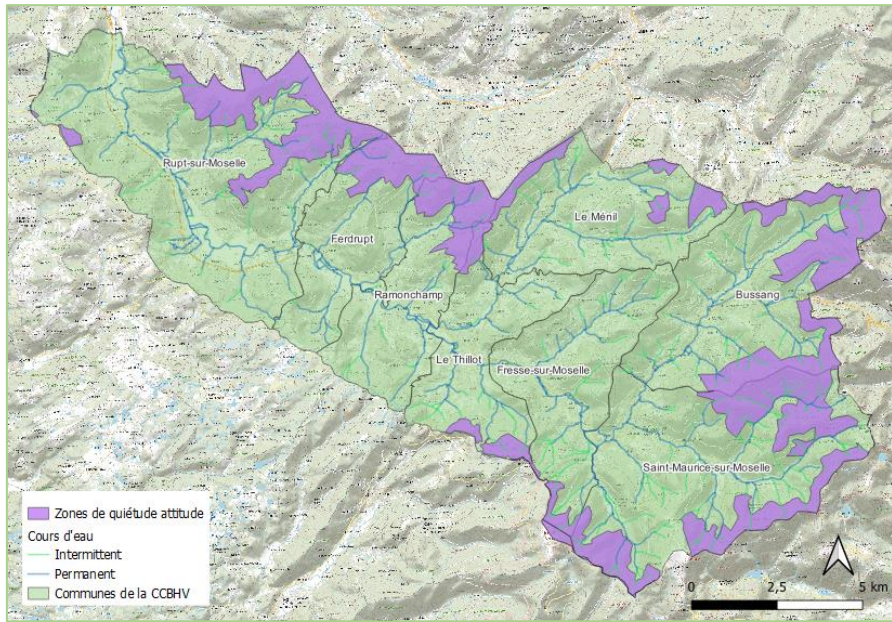 Rupt-sur-Moselle
Le Ménil
Ferdrupt
Ramonchamp
Bussang
Le Thillot
Fresse-sur-Moselle
Saint-Maurice-sur-Moselle
Zones de quiétude attitude
Cours d'eau
Intermittent
Permanent
Communes de la CCBHV
0 2,5 5 km